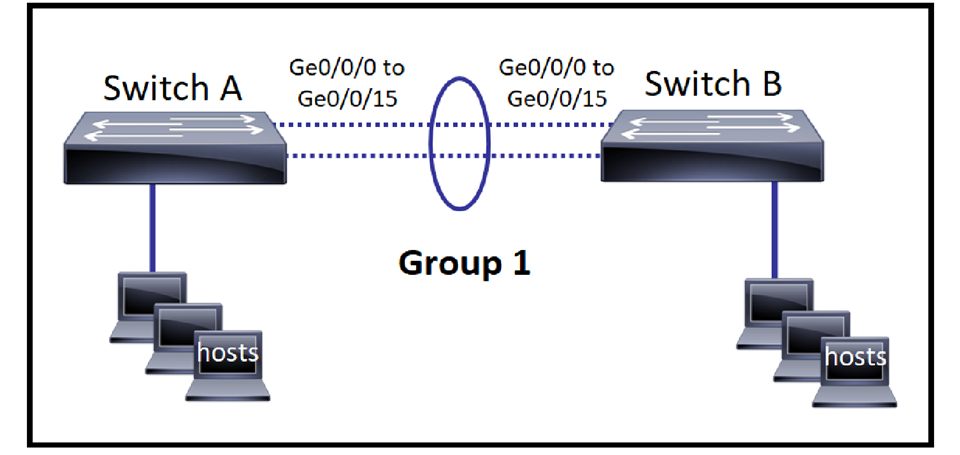 Switch A
Ge0/0/0 to
Ge0/0/15
Ge0/0/0 to
Ge0/0/15
Switch B
Group 1
hosts
hosts